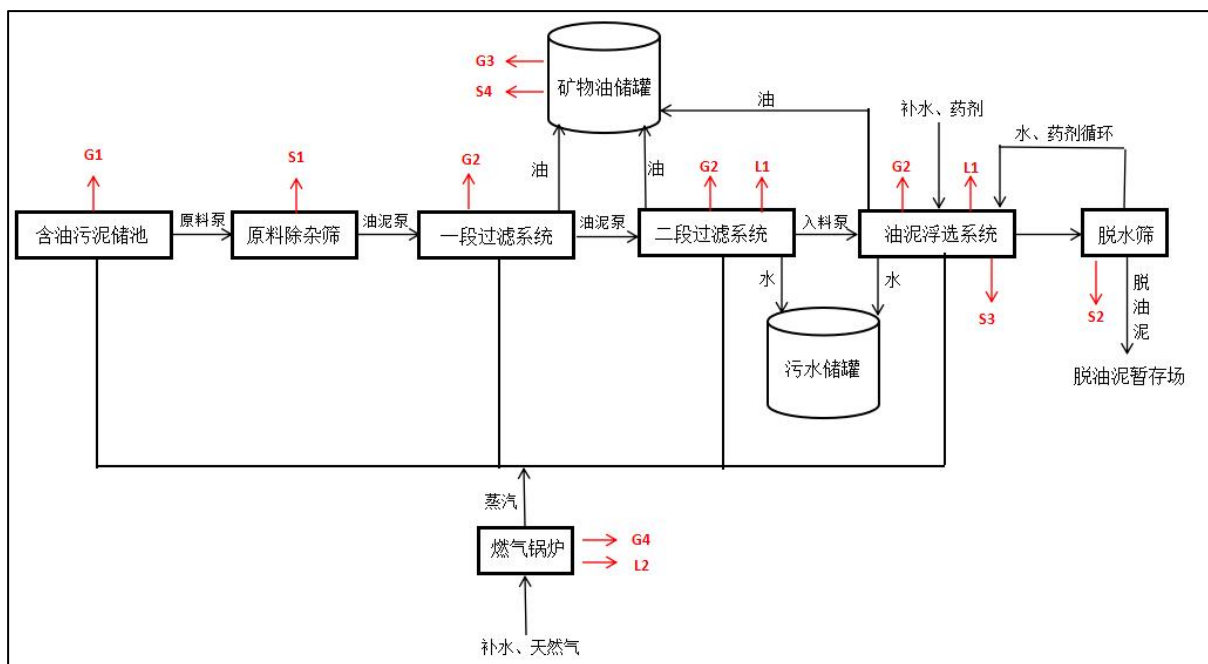 G3
S4
矿物油储罐
油
补水、药剂
水、药剂循环
G1
S1
G2
油
油
G2
L1
G2
L1
含油污泥储池
原料泵
原料除杂筛
油泥泵
一段过滤系统
油泥泵
二段过滤系统
入料泵
油泥浮选系统
脱水筛
水
水
S3
S2
脱油泥
污水储罐
脱油泥暂存场
蒸汽
燃气锅炉
G4
L2
补水、天然气